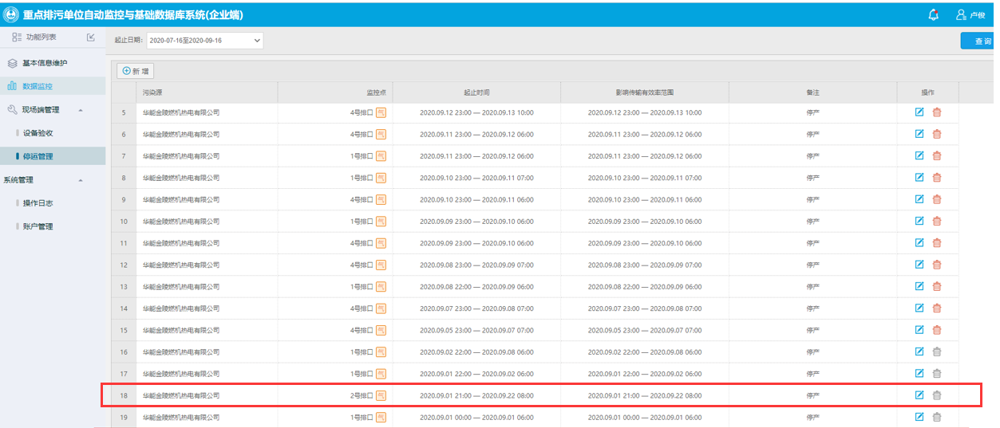 重点排污单位自动监控与基础数据库系统(企业端)
卢俊
功能列表
起止日期: 2020-07-16至2020-09-16
查 询
基本信息维护
新 增
数据监控
污染源 监控点 起止时间 影响传输有效率范围 备注 操作
现场端管理
设备验收
停运管理
系统管理
操作日志
账户管理
5 华能金陵燃机热电有限公司 4号排口 气 2020.09.12 23:00 — 2020.09.13 10:00 2020.09.12 23:00 — 2020.09.13 10:00 停产
6 华能金陵燃机热电有限公司 4号排口 气 2020.09.11 23:00 — 2020.09.12 06:00 2020.09.11 23:00 — 2020.09.12 06:00 停产
7 华能金陵燃机热电有限公司 1号排口 气 2020.09.11 23:00 — 2020.09.12 06:00 2020.09.11 23:00 — 2020.09.12 06:00 停产
8 华能金陵燃机热电有限公司 1号排口 气 2020.09.10 23:00 — 2020.09.11 07:00 2020.09.10 23:00 — 2020.09.11 07:00 停产
9 华能金陵燃机热电有限公司 4号排口 气 2020.09.10 23:00 — 2020.09.11 06:00 2020.09.10 23:00 — 2020.09.11 06:00 停产
10 华能金陵燃机热电有限公司 1号排口 气 2020.09.09 23:00 — 2020.09.10 06:00 2020.09.09 23:00 — 2020.09.10 06:00 停产
11 华能金陵燃机热电有限公司 4号排口 气 2020.09.09 23:00 — 2020.09.10 06:00 2020.09.09 23:00 — 2020.09.10 06:00 停产
12 华能金陵燃机热电有限公司 4号排口 气 2020.09.08 23:00 — 2020.09.09 07:00 2020.09.08 23:00 — 2020.09.09 07:00 停产
13 华能金陵燃机热电有限公司 1号排口 气 2020.09.08 22:00 — 2020.09.09 06:00 2020.09.08 22:00 — 2020.09.09 06:00 停产
14 华能金陵燃机热电有限公司 4号排口 气 2020.09.07 23:00 — 2020.09.08 07:00 2020.09.07 23:00 — 2020.09.08 07:00 停产
15 华能金陵燃机热电有限公司 4号排口 气 2020.09.05 23:00 — 2020.09.07 07:00 2020.09.05 23:00 — 2020.09.07 07:00 停产
16 华能金陵燃机热电有限公司 1号排口 气 2020.09.02 22:00 — 2020.09.08 06:00 2020.09.02 22:00 — 2020.09.08 06:00 停产
17 华能金陵燃机热电有限公司 1号排口 气 2020.09.01 22:00 — 2020.09.02 06:00 2020.09.01 22:00 — 2020.09.02 06:00 停产
18 华能金陵燃机热电有限公司 2号排口 气 2020.09.01 21:00 — 2020.09.22 08:00 2020.09.01 21:00 — 2020.09.22 08:00 停产
19 华能金陵燃机热电有限公司 1号排口 气 2020.09.01 00:00 — 2020.09.01 06:00 2020.09.01 00:00 — 2020.09.01 06:00 停产